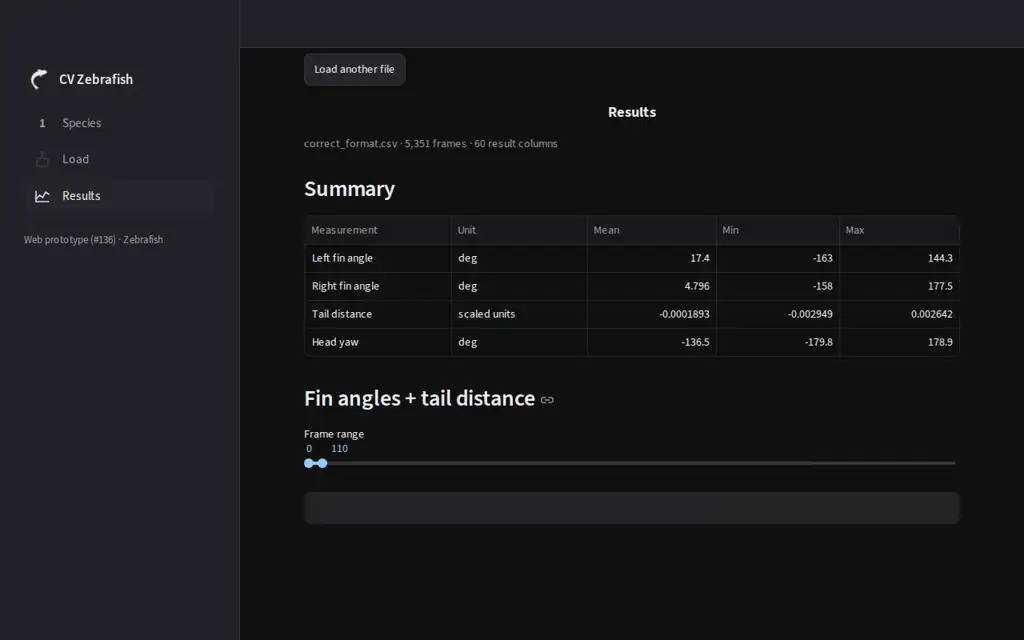 CV Zebrafish
1 Species
Load
Results
Web prototype (#136) · Zebrafish
Load another file
Results
correct_format.csv · 5,351 frames · 60 result columns
Summary
Measurement Unit Mean Min Max
Left fin angle deg 17.4 -163 144.3
Right fin angle deg 4.796 -158 177.5
Tail distance scaled units -0.0001893 -0.002949 0.002642
Head yaw deg -136.5 -179.8 178.9
Fin angles + tail distance
Frame range
0 110